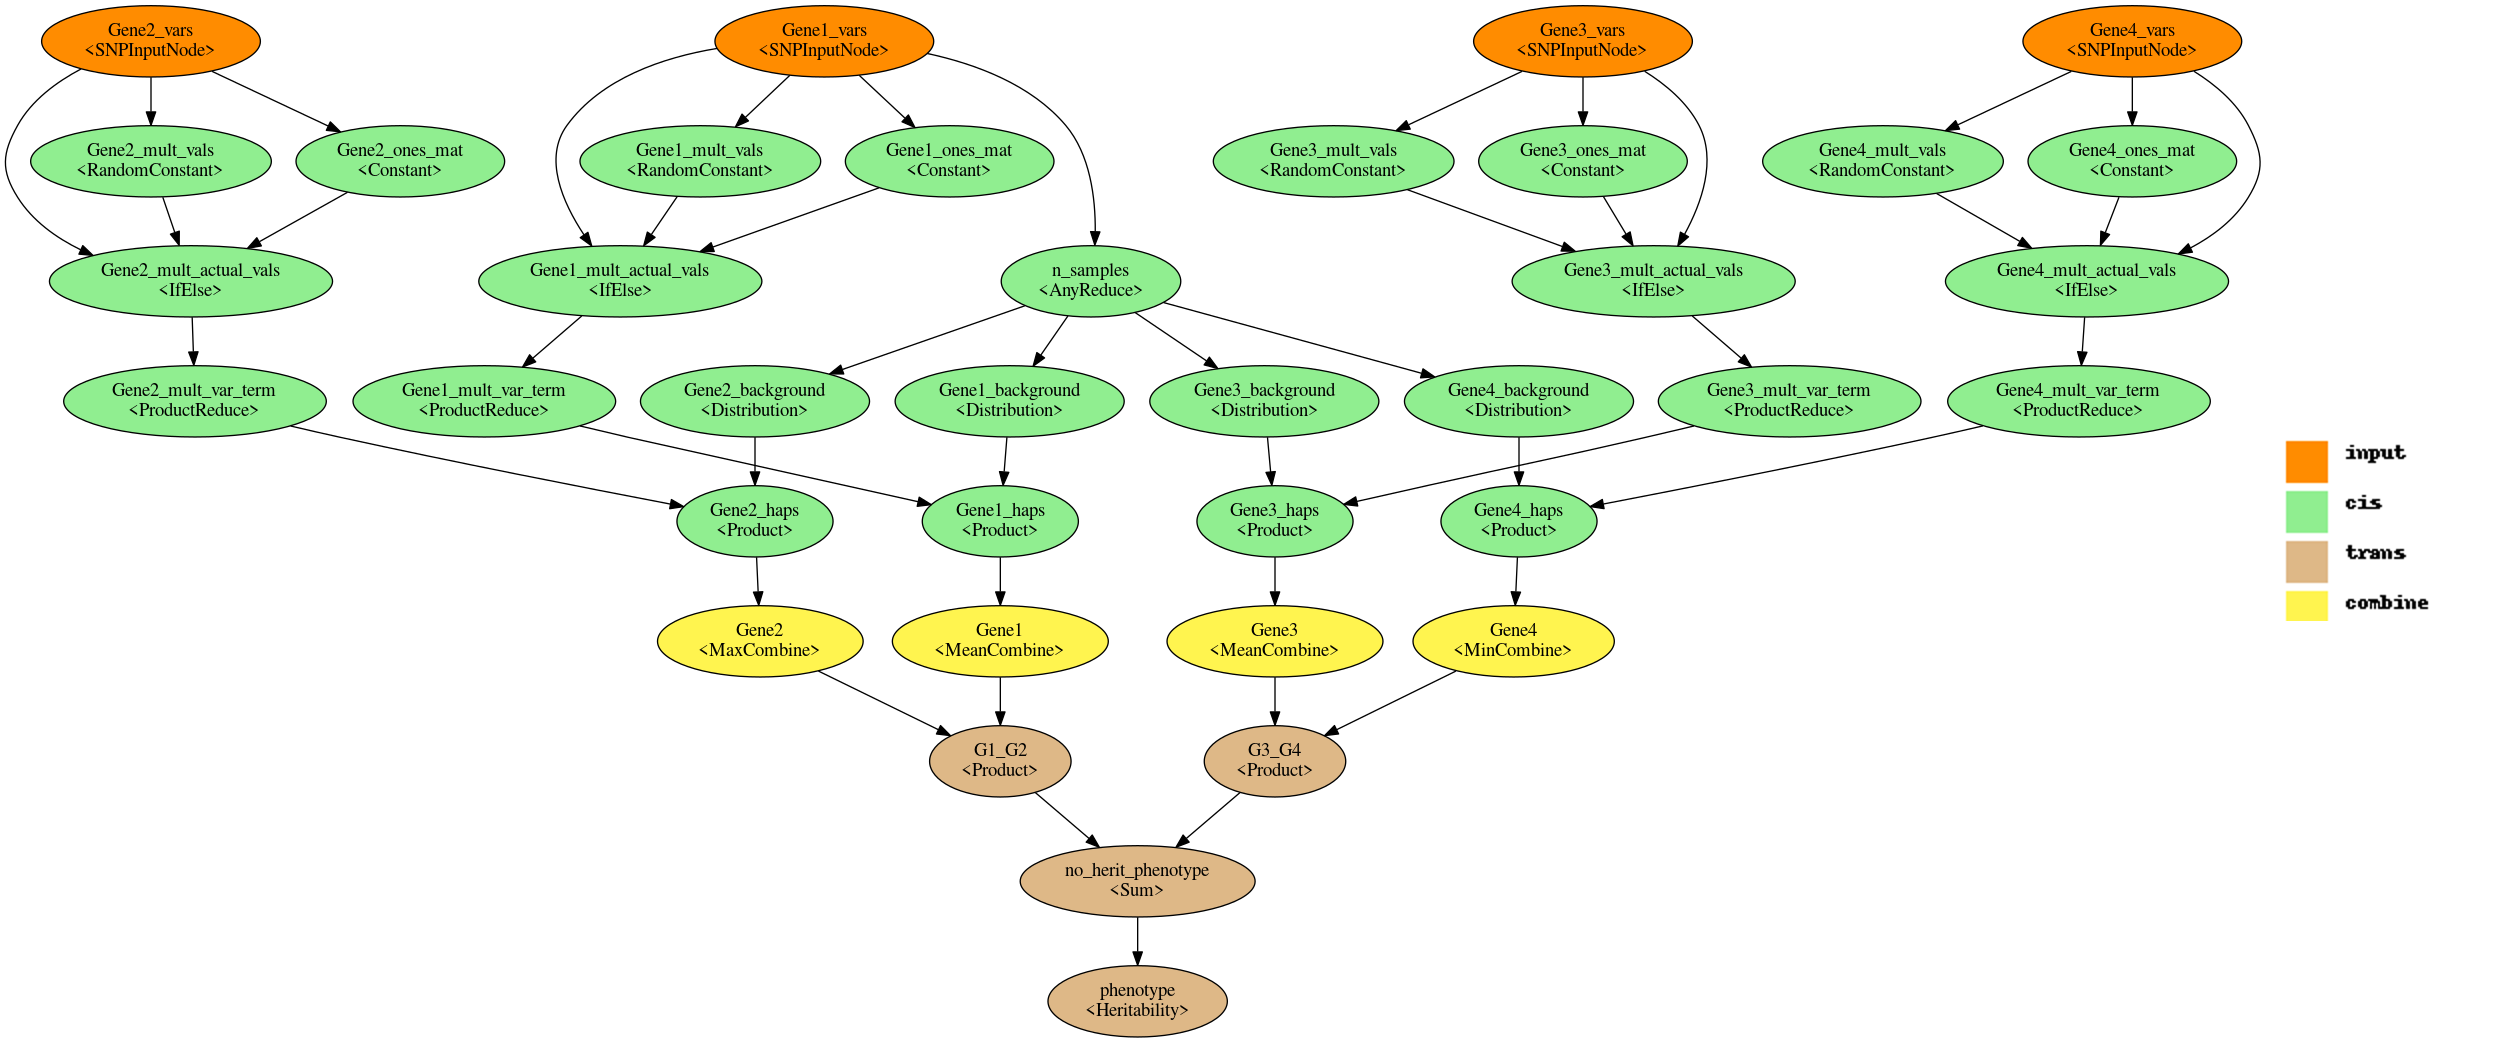 Gene2_vars
<SNPInputNode>
Gene1_vars
<SNPInputNode>
Gene3_vars
<SNPInputNode>
Gene4_vars
<SNPInputNode>
Gene2_mult_vals
<RandomConstant>
Gene2_ones_mat
<Constant>
Gene1_mult_vals
<RandomConstant>
Gene1_ones_mat
<Constant>
Gene3_mult_vals
<RandomConstant>
Gene3_ones_mat
<Constant>
Gene4_mult_vals
<RandomConstant>
Gene4_ones_mat
<Constant>
Gene2_mult_actual_vals
<IfElse>
Gene1_mult_actual_vals
<IfElse>
n_samples
<AnyReduce>
Gene3_mult_actual_vals
<IfElse>
Gene4_mult_actual_vals
<IfElse>
Gene2_mult_var_term
<ProductReduce>
Gene1_mult_var_term
<ProductReduce>
Gene2_background
<Distribution>
Gene1_background
<Distribution>
Gene3_background
<Distribution>
Gene4_background
<Distribution>
Gene3_mult_var_term
<ProductReduce>
Gene4_mult_var_term
<ProductReduce>
Gene2_haps
<Product>
Gene1_haps
<Product>
Gene3_haps
<Product>
Gene4_haps
<Product>
Gene2
<MaxCombine>
Gene1
<MeanCombine>
Gene3
<MeanCombine>
Gene4
<MinCombine>
G1_G2
<Product>
G3_G4
<Product>
no_herit_phenotype
<Sum>
phenotype
<Heritability>
input
cis
trans
combine